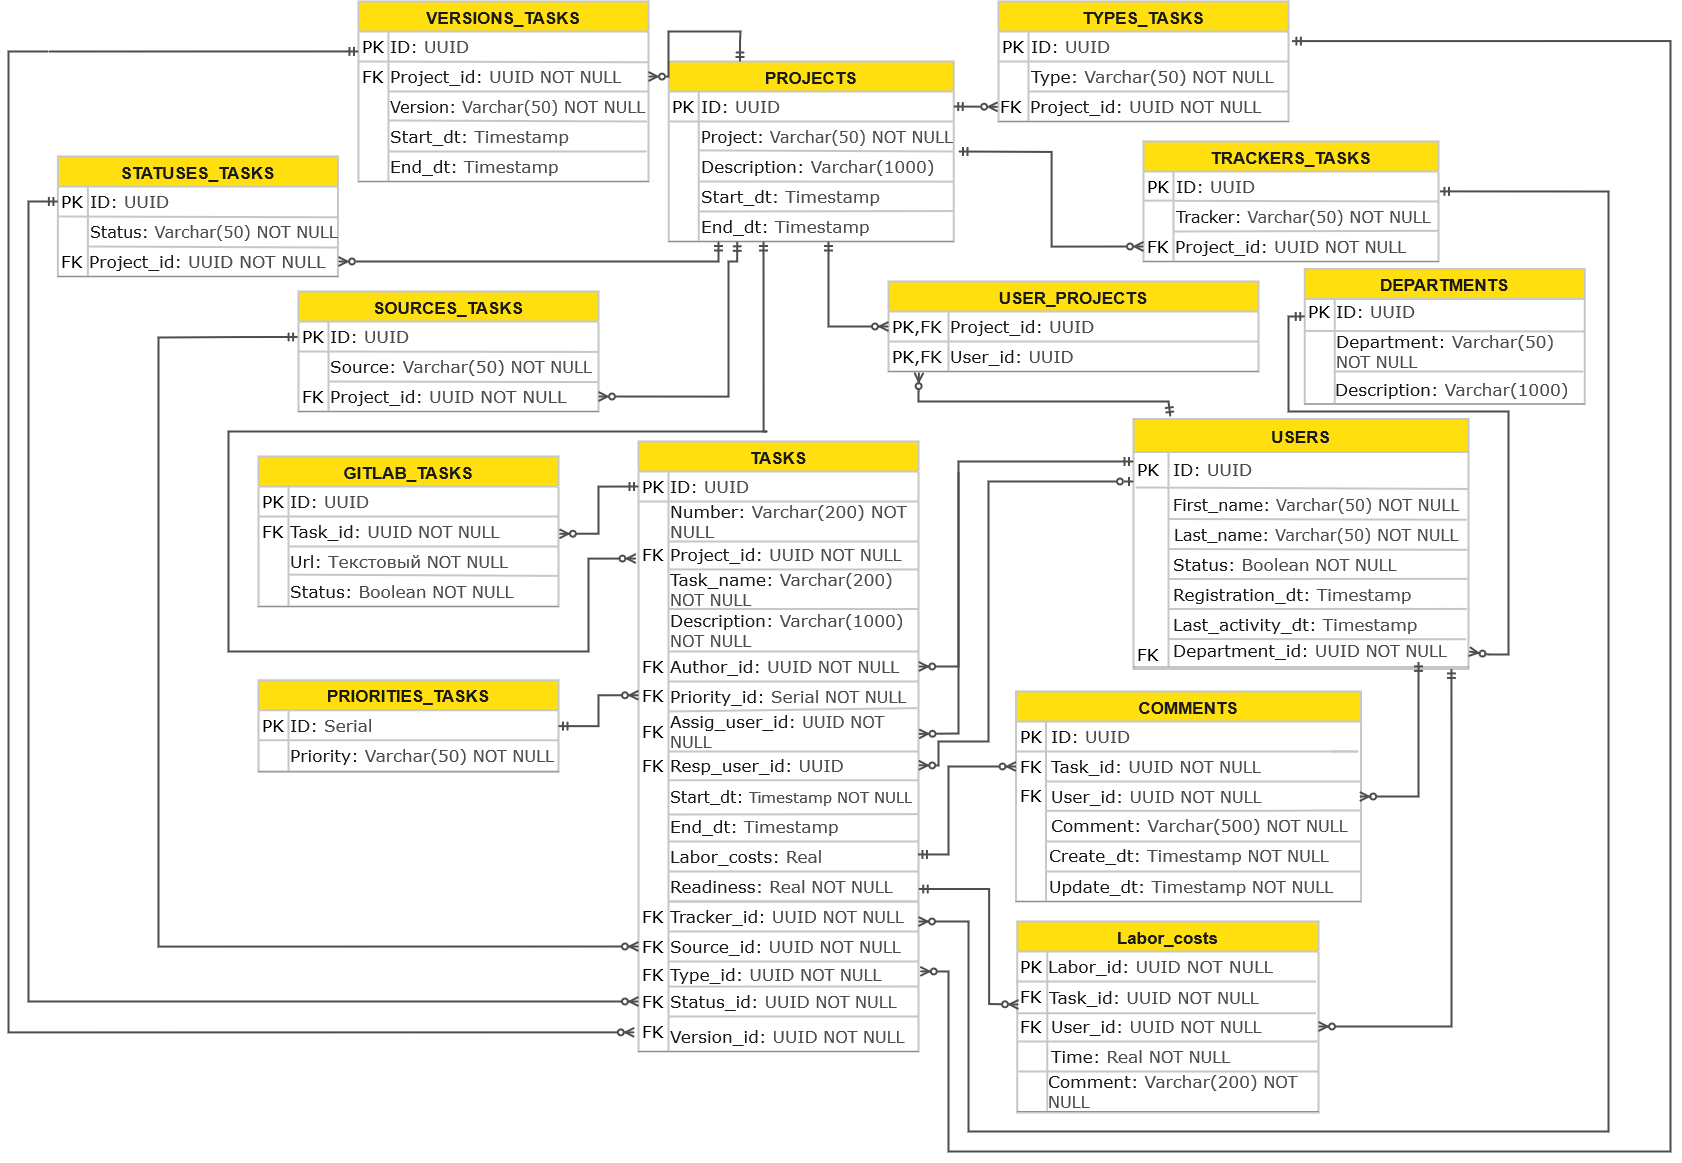 VERSIONS_TASKS
PK ID: UUID
FK Project_id: UUID NOT NULL
Version: Varchar(50) NOT NULL
Start_dt: Timestamp
End_dt: Timestamp
PROJECTS
PK ID: UUID
Project: Varchar(50) NOT NULL
Description: Varchar(1000)
Start_dt: Timestamp
End_dt: Timestamp
TYPES_TASKS
PK ID: UUID
Type: Varchar(50) NOT NULL
FK Project_id: UUID NOT NULL
TRACKERS_TASKS
PK ID: UUID
Tracker: Varchar(50) NOT NULL
FK Project_id: UUID NOT NULL
STATUSES_TASKS
PK ID: UUID
Status: Varchar(50) NOT NULL
FK Project_id: UUID NOT NULL
SOURCES_TASKS
PK ID: UUID
Source: Varchar(50) NOT NULL
FK Project_id: UUID NOT NULL
USER_PROJECTS
PK,FK Project_id: UUID
PK,FK User_id: UUID
DEPARTMENTS
PK ID: UUID
Department: Varchar(50)
NOT NULL
Description: Varchar(1000)
GITLAB_TASKS
PK ID: UUID
FK Task_id: UUID NOT NULL
Url: Текстовый NOT NULL
Status: Boolean NOT NULL
PRIORITIES_TASKS
PK ID: Serial
Priority: Varchar(50) NOT NULL
TASKS
PK ID: UUID
Number: Varchar(200) NOT
NULL
FK Project_id: UUID NOT NULL
Task_name: Varchar(200)
NOT NULL
Description: Varchar(1000)
NOT NULL
FK Author_id: UUID NOT NULL
FK Priority_id: Serial NOT NULL
FK Assig_user_id: UUID NOT
NULL
FK Resp_user_id: UUID
Start_dt: Timestamp NOT NULL
End_dt: Timestamp
Labor_costs: Real
Readiness: Real NOT NULL
FK Tracker_id: UUID NOT NULL
FK Source_id: UUID NOT NULL
FK Type_id: UUID NOT NULL
FK Status_id: UUID NOT NULL
FK Version_id: UUID NOT NULL
USERS
PK ID: UUID
First_name: Varchar(50) NOT NULL
Last_name: Varchar(50) NOT NULL
Status: Boolean NOT NULL
Registration_dt: Timestamp
Last_activity_dt: Timestamp
FK Department_id: UUID NOT NULL
COMMENTS
PK ID: UUID
FK Task_id: UUID NOT NULL
FK User_id: UUID NOT NULL
Comment: Varchar(500) NOT NULL
Create_dt: Timestamp NOT NULL
Update_dt: Timestamp NOT NULL
Labor_costs
PK Labor_id: UUID NOT NULL
FK Task_id: UUID NOT NULL
FK User_id: UUID NOT NULL
Time: Real NOT NULL
Comment: Varchar(200) NOT
NULL